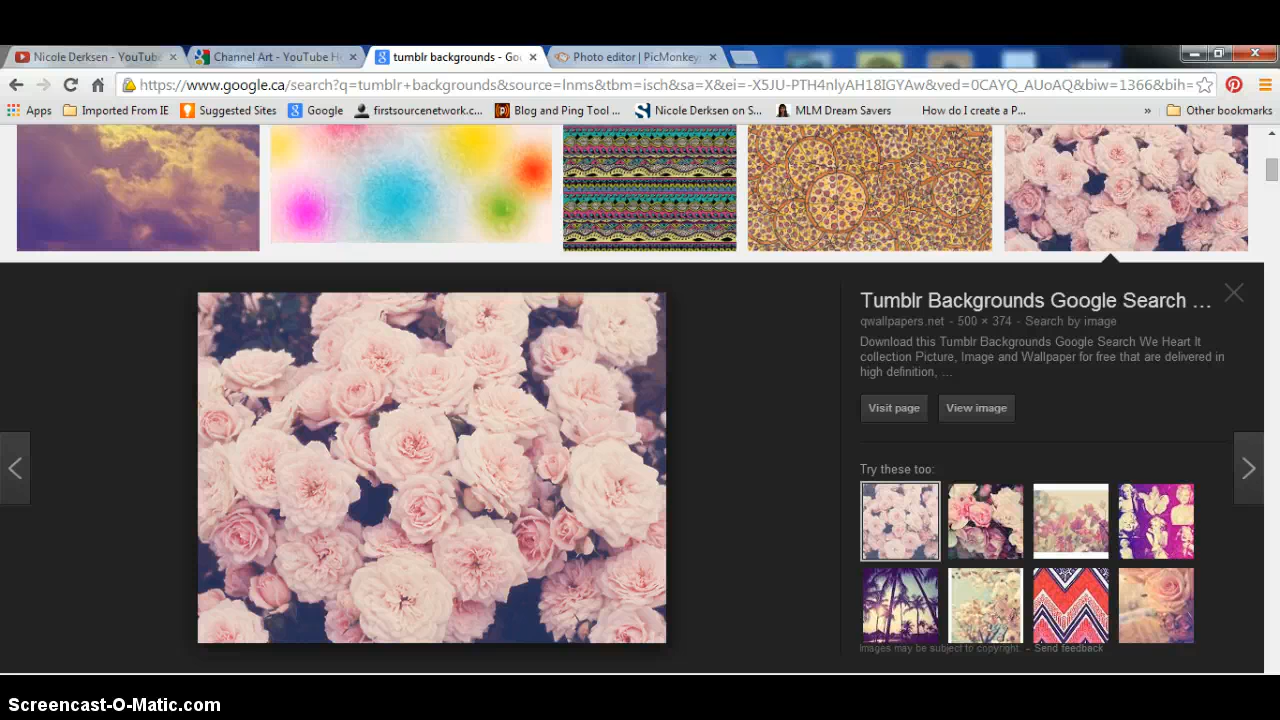 Nicole Derksen - YouTube
Channel Art - YouTube H
tumblr backgrounds - Go
Photo editor | PicMonkey
https://www.google.ca/search?q=tumblr+backgrounds&source=lnms&tbm=isch&sa=X&ei=-X5JU-PTH4nlyAH18IGYAw&ved=0CAYQ_AUoAQ&biw=1366&bih=
Apps
Imported From IE
Suggested Sites
Google
firstsourcenetwork.c...
Blog and Ping Tool ...
Nicole Derksen on S...
MLM Dream Savers
How do I create a P...
»
Other bookmarks
Tumblr Backgrounds Google Search ...
qwallpapers.net - 500 × 374 - Search by image
Download this Tumblr Backgrounds Google Search We Heart It
collection Picture, Image and Wallpaper for free that are delivered in
high definition, ...
Visit page
View image
Try these too:
Images may be subject to copyright. - Send feedback
Screencast-O-Matic.com